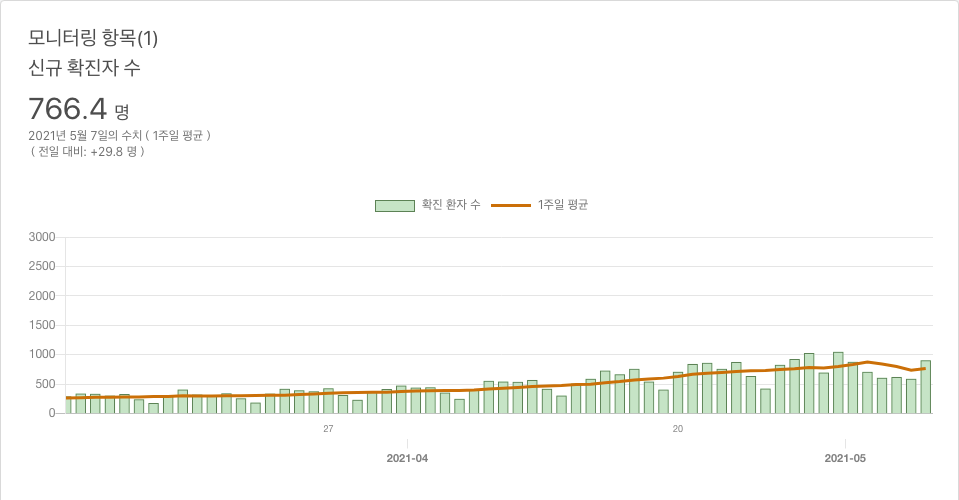 모니터링 항목(1)
신규 확진자 수
766.4 명
2021년 5월 7일의 수치 ( 1주일 평균 )
( 전일 대비: +29.8 명 )
확진 환자 수 1주일 평균
3000
2500
2000
1500
1000
500
0
27 20
2021-04 2021-05